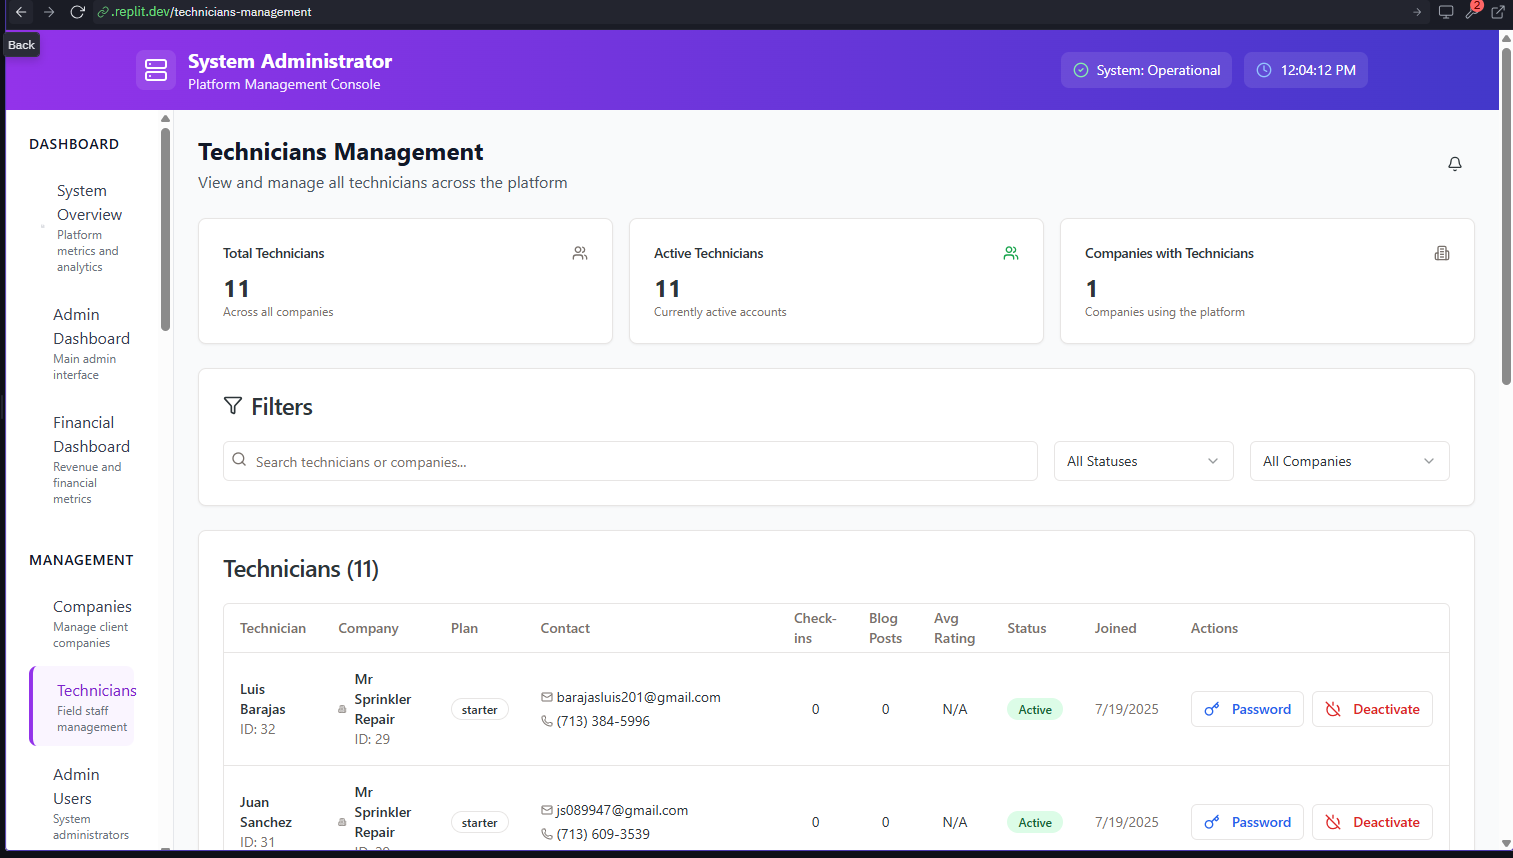 .replit.dev/technicians-management
2
Back
System Administrator
Platform Management Console
System: Operational
12:04:12 PM
DASHBOARD
System
Overview
Platform
metrics and
analytics
Admin
Dashboard
Main admin
interface
Financial
Dashboard
Revenue and
financial
metrics
MANAGEMENT
Companies
Manage client
companies
Technicians
Field staff
management
Admin
Users
System
administrators
Technicians Management
View and manage all technicians across the platform
Total Technicians
11
Across all companies
Active Technicians
11
Currently active accounts
Companies with Technicians
1
Companies using the platform
Filters
Search technicians or companies...
All Statuses
All Companies
Technicians (11)
Technician Company Plan Contact Check-ins Blog Posts Avg Rating Status Joined Actions
Luis
Barajas
ID: 32
Mr
Sprinkler
Repair
ID: 29
starter
barajasluis201@gmail.com
(713) 384-5996
0 0 N/A Active 7/19/2025 Password Deactivate
Juan
Sanchez
ID: 31
Mr
Sprinkler
Repair
ID: 29
starter
js089947@gmail.com
(713) 609-3539
0 0 N/A Active 7/19/2025 Password Deactivate